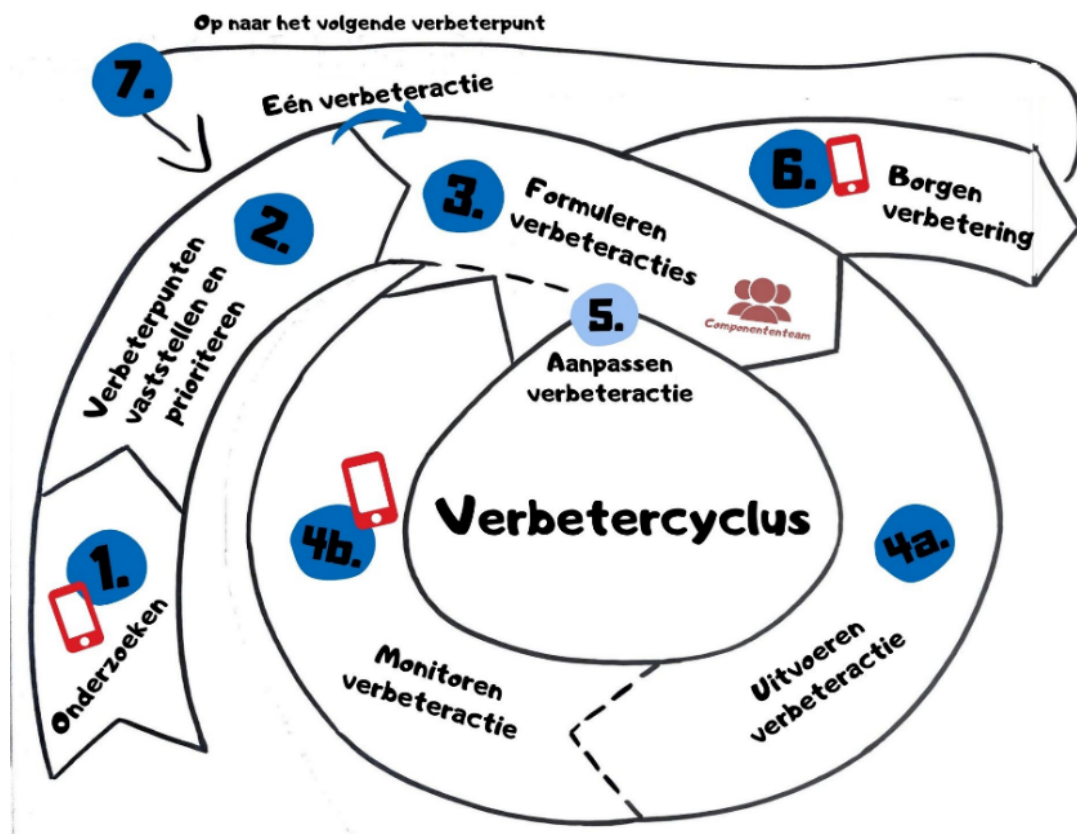 Op naar het volgende verbeterpunt
7.
Eén verbeteractie
6.
Borgen
verbetering
3.
Formuleren
verbeteracties
2.
Verbeterpunten
vaststellen en
prioriteren
Componententeam
5.
Aanpassen
verbeteractie
Verbetercyclus
4b.
4a.
1.
Onderzoeken
Monitoren
verbeteractie
Uitvoeren
verbeteractie